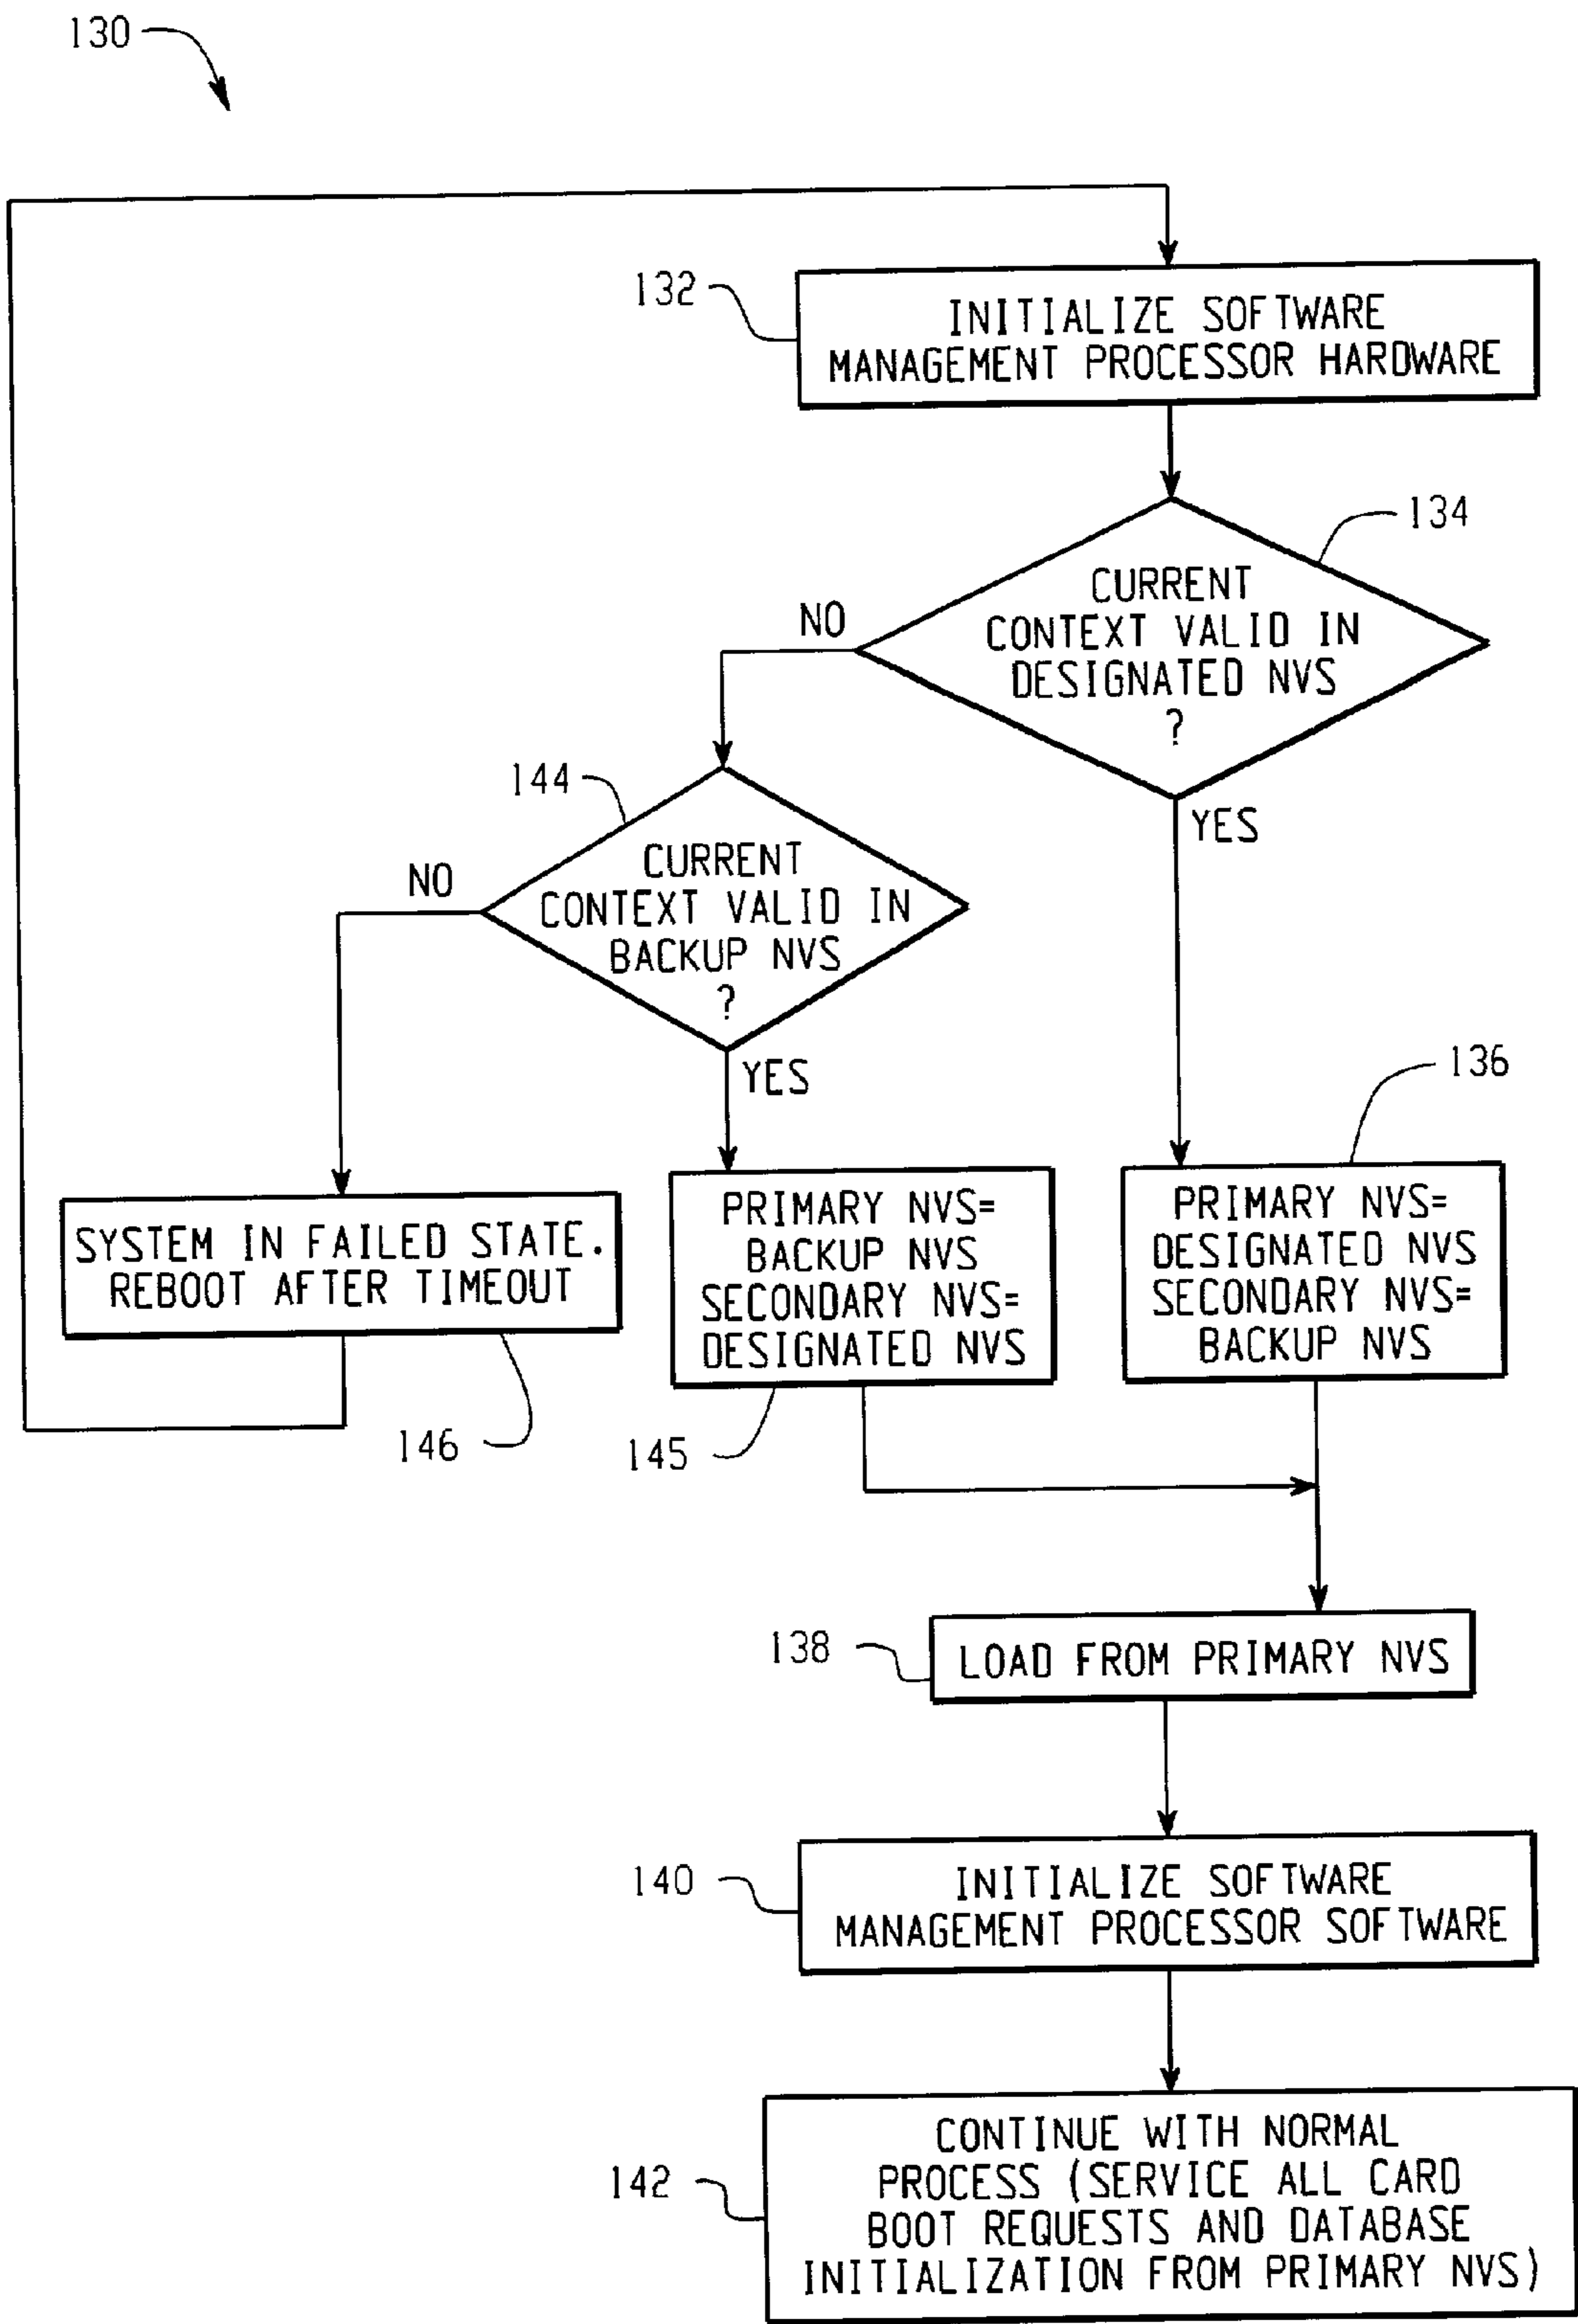 130
132
INITIALIZE SOFTWARE
MANAGEMENT PROCESSOR HARDWARE
134
CURRENT
CONTEXT VALID IN
DESIGNATED NVS
?
NO
YES
144
CURRENT
CONTEXT VALID IN
BACKUP NVS
?
NO
YES
136
SYSTEM IN FAILED STATE.
REBOOT AFTER TIMEOUT
146
PRIMARY NVS=
BACKUP NVS
SECONDARY NVS=
DESIGNATED NVS
145
PRIMARY NVS=
DESIGNATED NVS
SECONDARY NVS=
BACKUP NVS
138
LOAD FROM PRIMARY NVS
140
INITIALIZE SOFTWARE
MANAGEMENT PROCESSOR SOFTWARE
142
CONTINUE WITH NORMAL
PROCESS (SERVICE ALL CARD
BOOT REQUESTS AND DATABASE
INITIALIZATION FROM PRIMARY NVS)